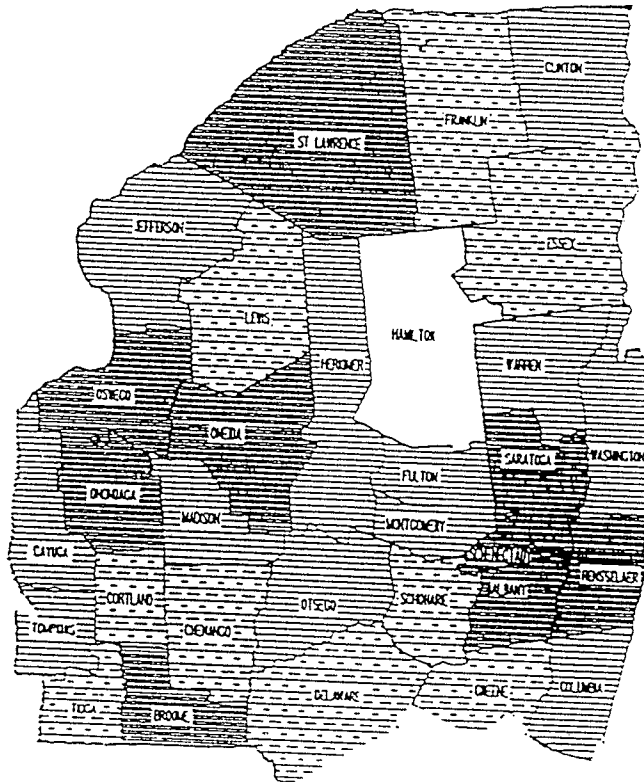 CLINTON
FRANKLIN
ST LAWRENCE
JEFFERSON
ESSEX
LEWIS
HAMILTON
HERKIMER
WARREN
OSWEGO
ONEIDA
SARATOGA
WASHINGTON
FULTON
ONONDAGA
MADISON
MONTGOMERY
CAYUGA
SCHENECTADY
RENSSELAER
CORTLAND
OTSEGO
SCHOHARIE
ALBANY
TOMPKINS
CHENANGO
DELAWARE
GREENE
COLUMBIA
TIOGA
BROOME